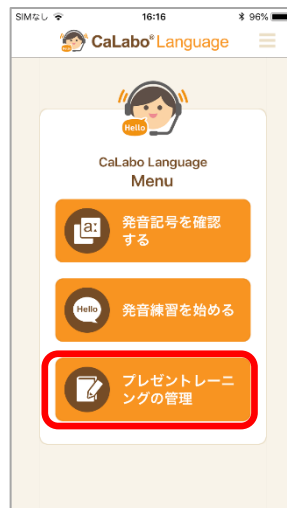 SIMなし 16:16 96%
CaLabo® Language
Hello
CaLabo Language
Menu
a:
発音記号を確認
する
Hello
発音練習を始める
プレゼントレーニ
ングの管理